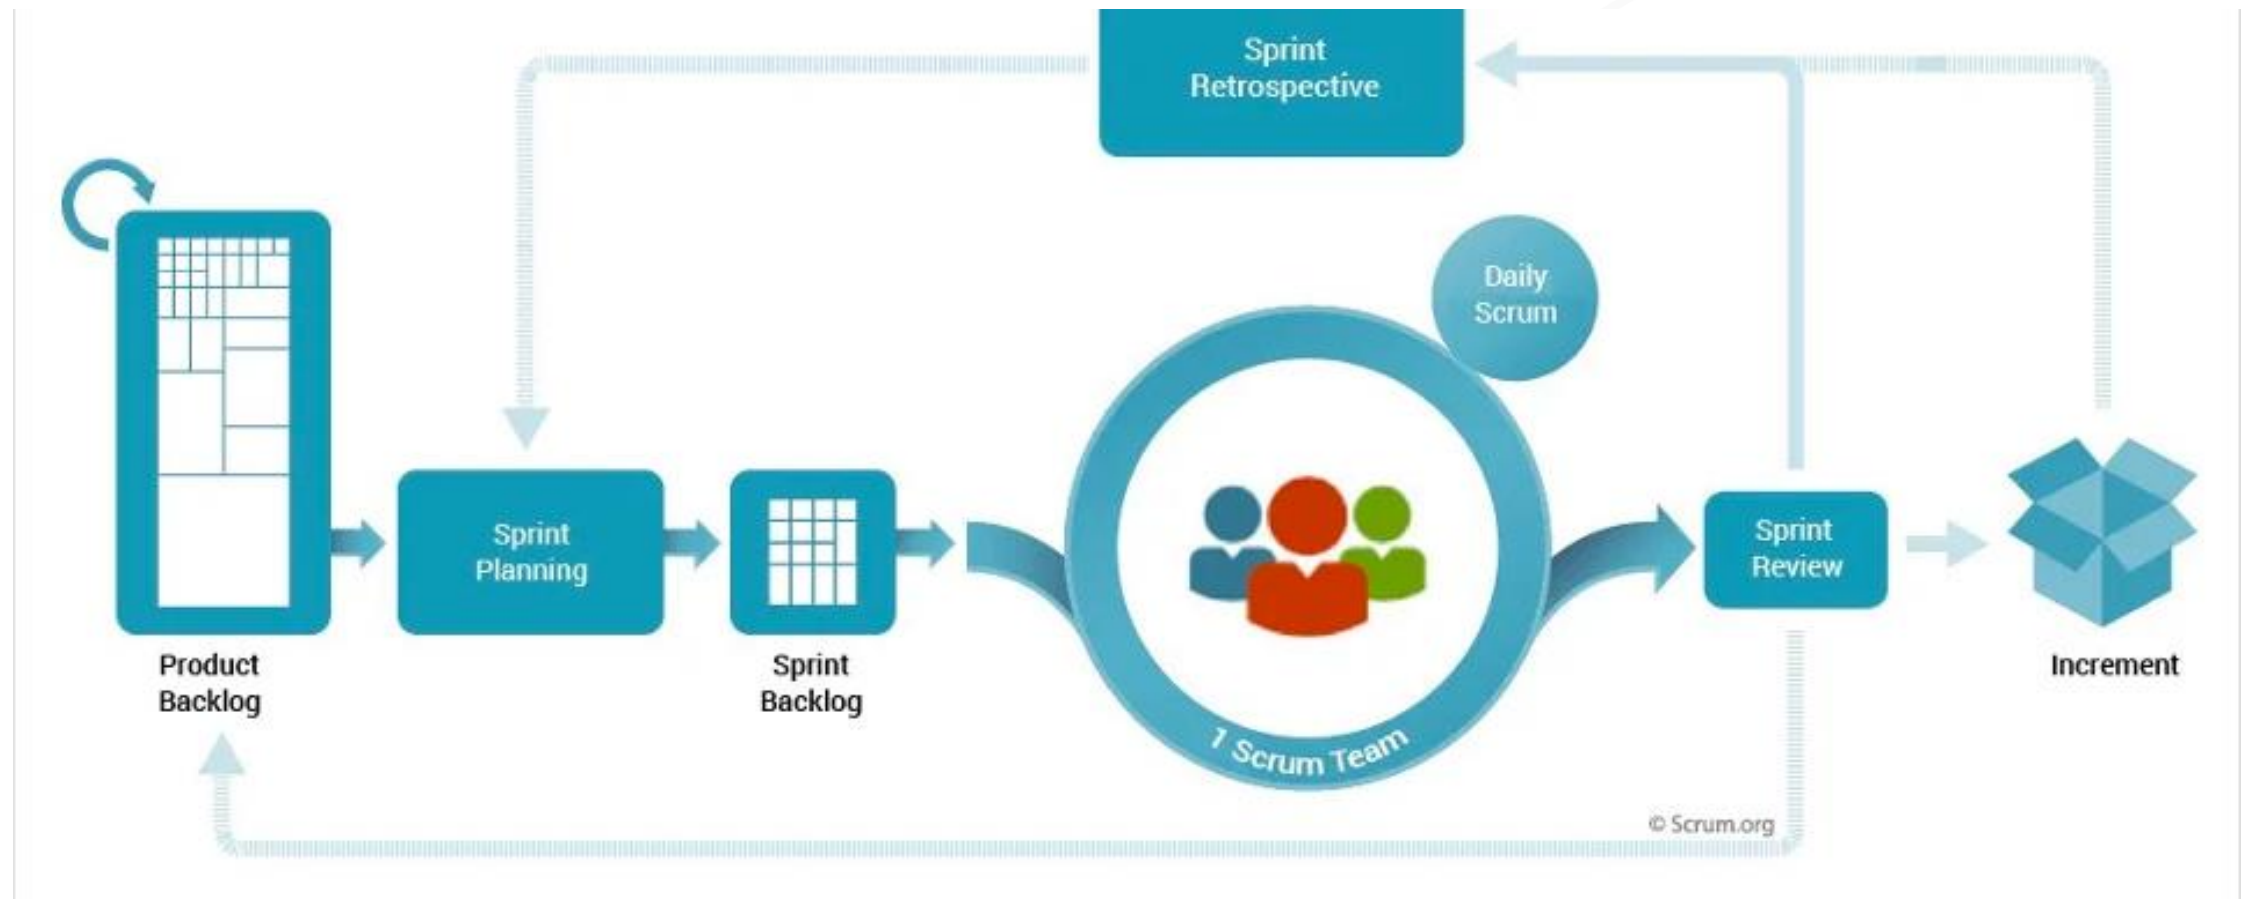 Sprint
Retrospective
Daily
Scrum
Sprint
Planning
Sprint
Review
Product
Backlog
Sprint
Backlog
Increment
1 Scrum Team
© Scrum.org